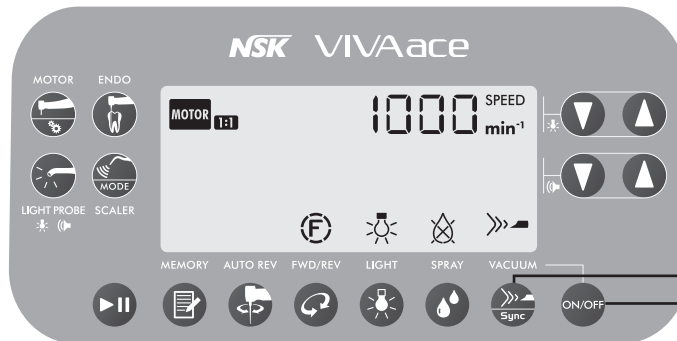 NSK VIVAace
MOTOR ENDO
MOTOR 1:1 1000 SPEED
min-1
MODE
LIGHT PROBE SCALER
F
MEMORY AUTO REV FWD/REV LIGHT SPRAY VACUUM
Sync ON/OFF